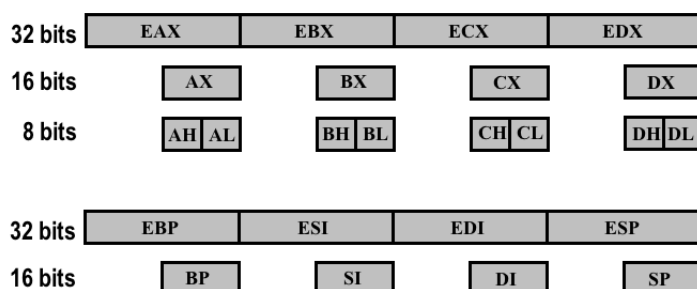 32 bits EAX EBX ECX EDX
16 bits AX BX CX DX
8 bits AH AL BH BL CH CL DH DL
32 bits EBP ESI EDI ESP
16 bits BP SI DI SP